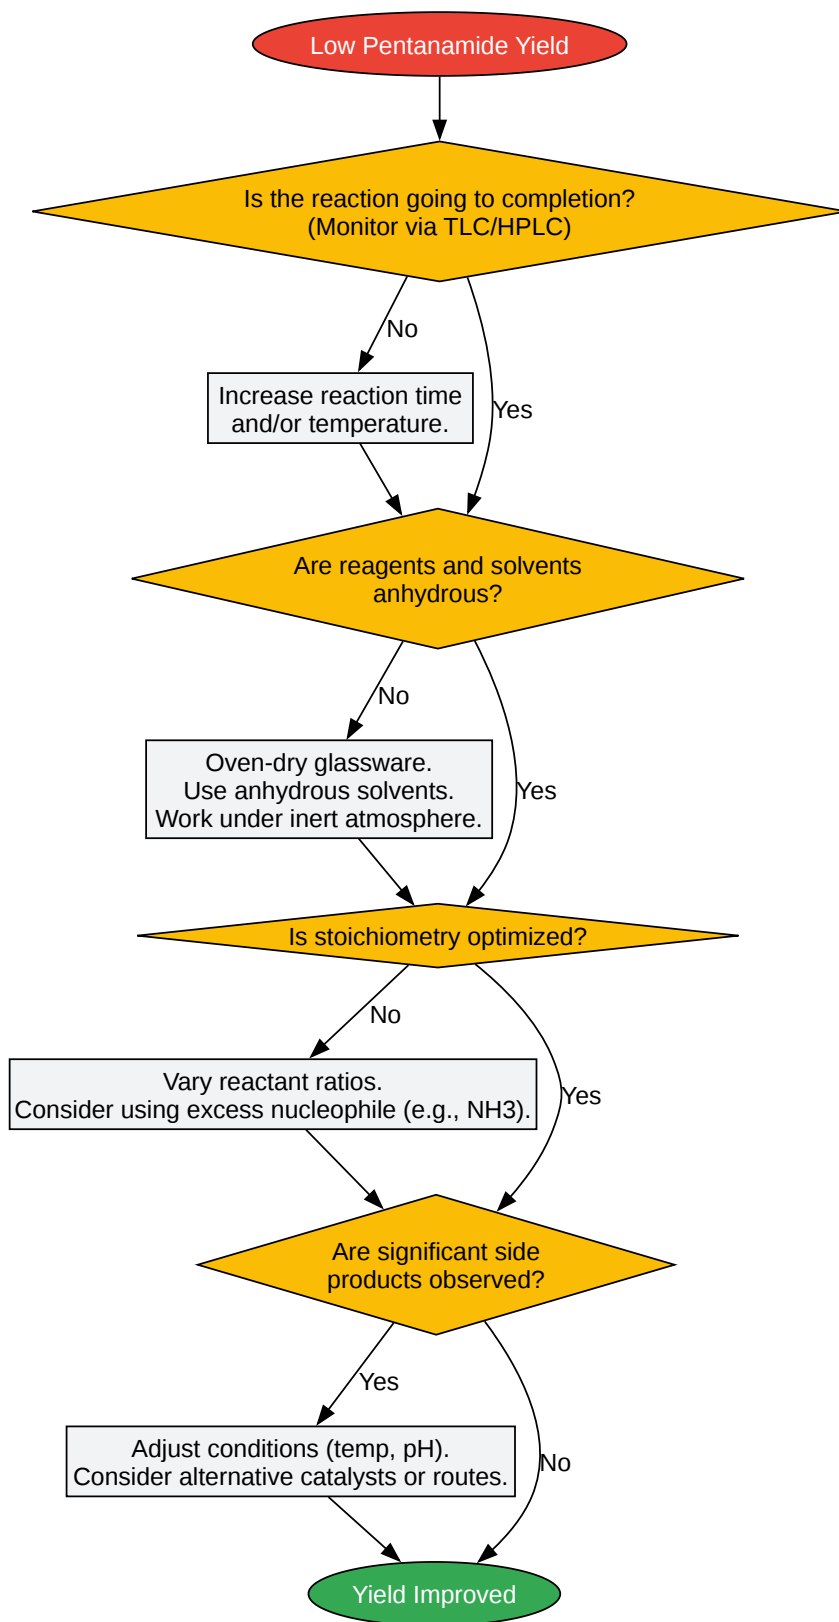 Low Pentanamide Yield
Is the reaction going to completion?
(Monitor via TLC/HPLC)
No
Increase reaction time
and/or temperature.
Yes
Are reagents and solvents
anhydrous?
No
Oven-dry glassware.
Use anhydrous solvents.
Work under inert atmosphere.
Yes
Is stoichiometry optimized?
No
Vary reactant ratios.
Consider using excess nucleophile (e.g., NH3).
Yes
Are significant side
products observed?
Yes
Adjust conditions (temp, pH).
Consider alternative catalysts or routes.
No
Yield Improved